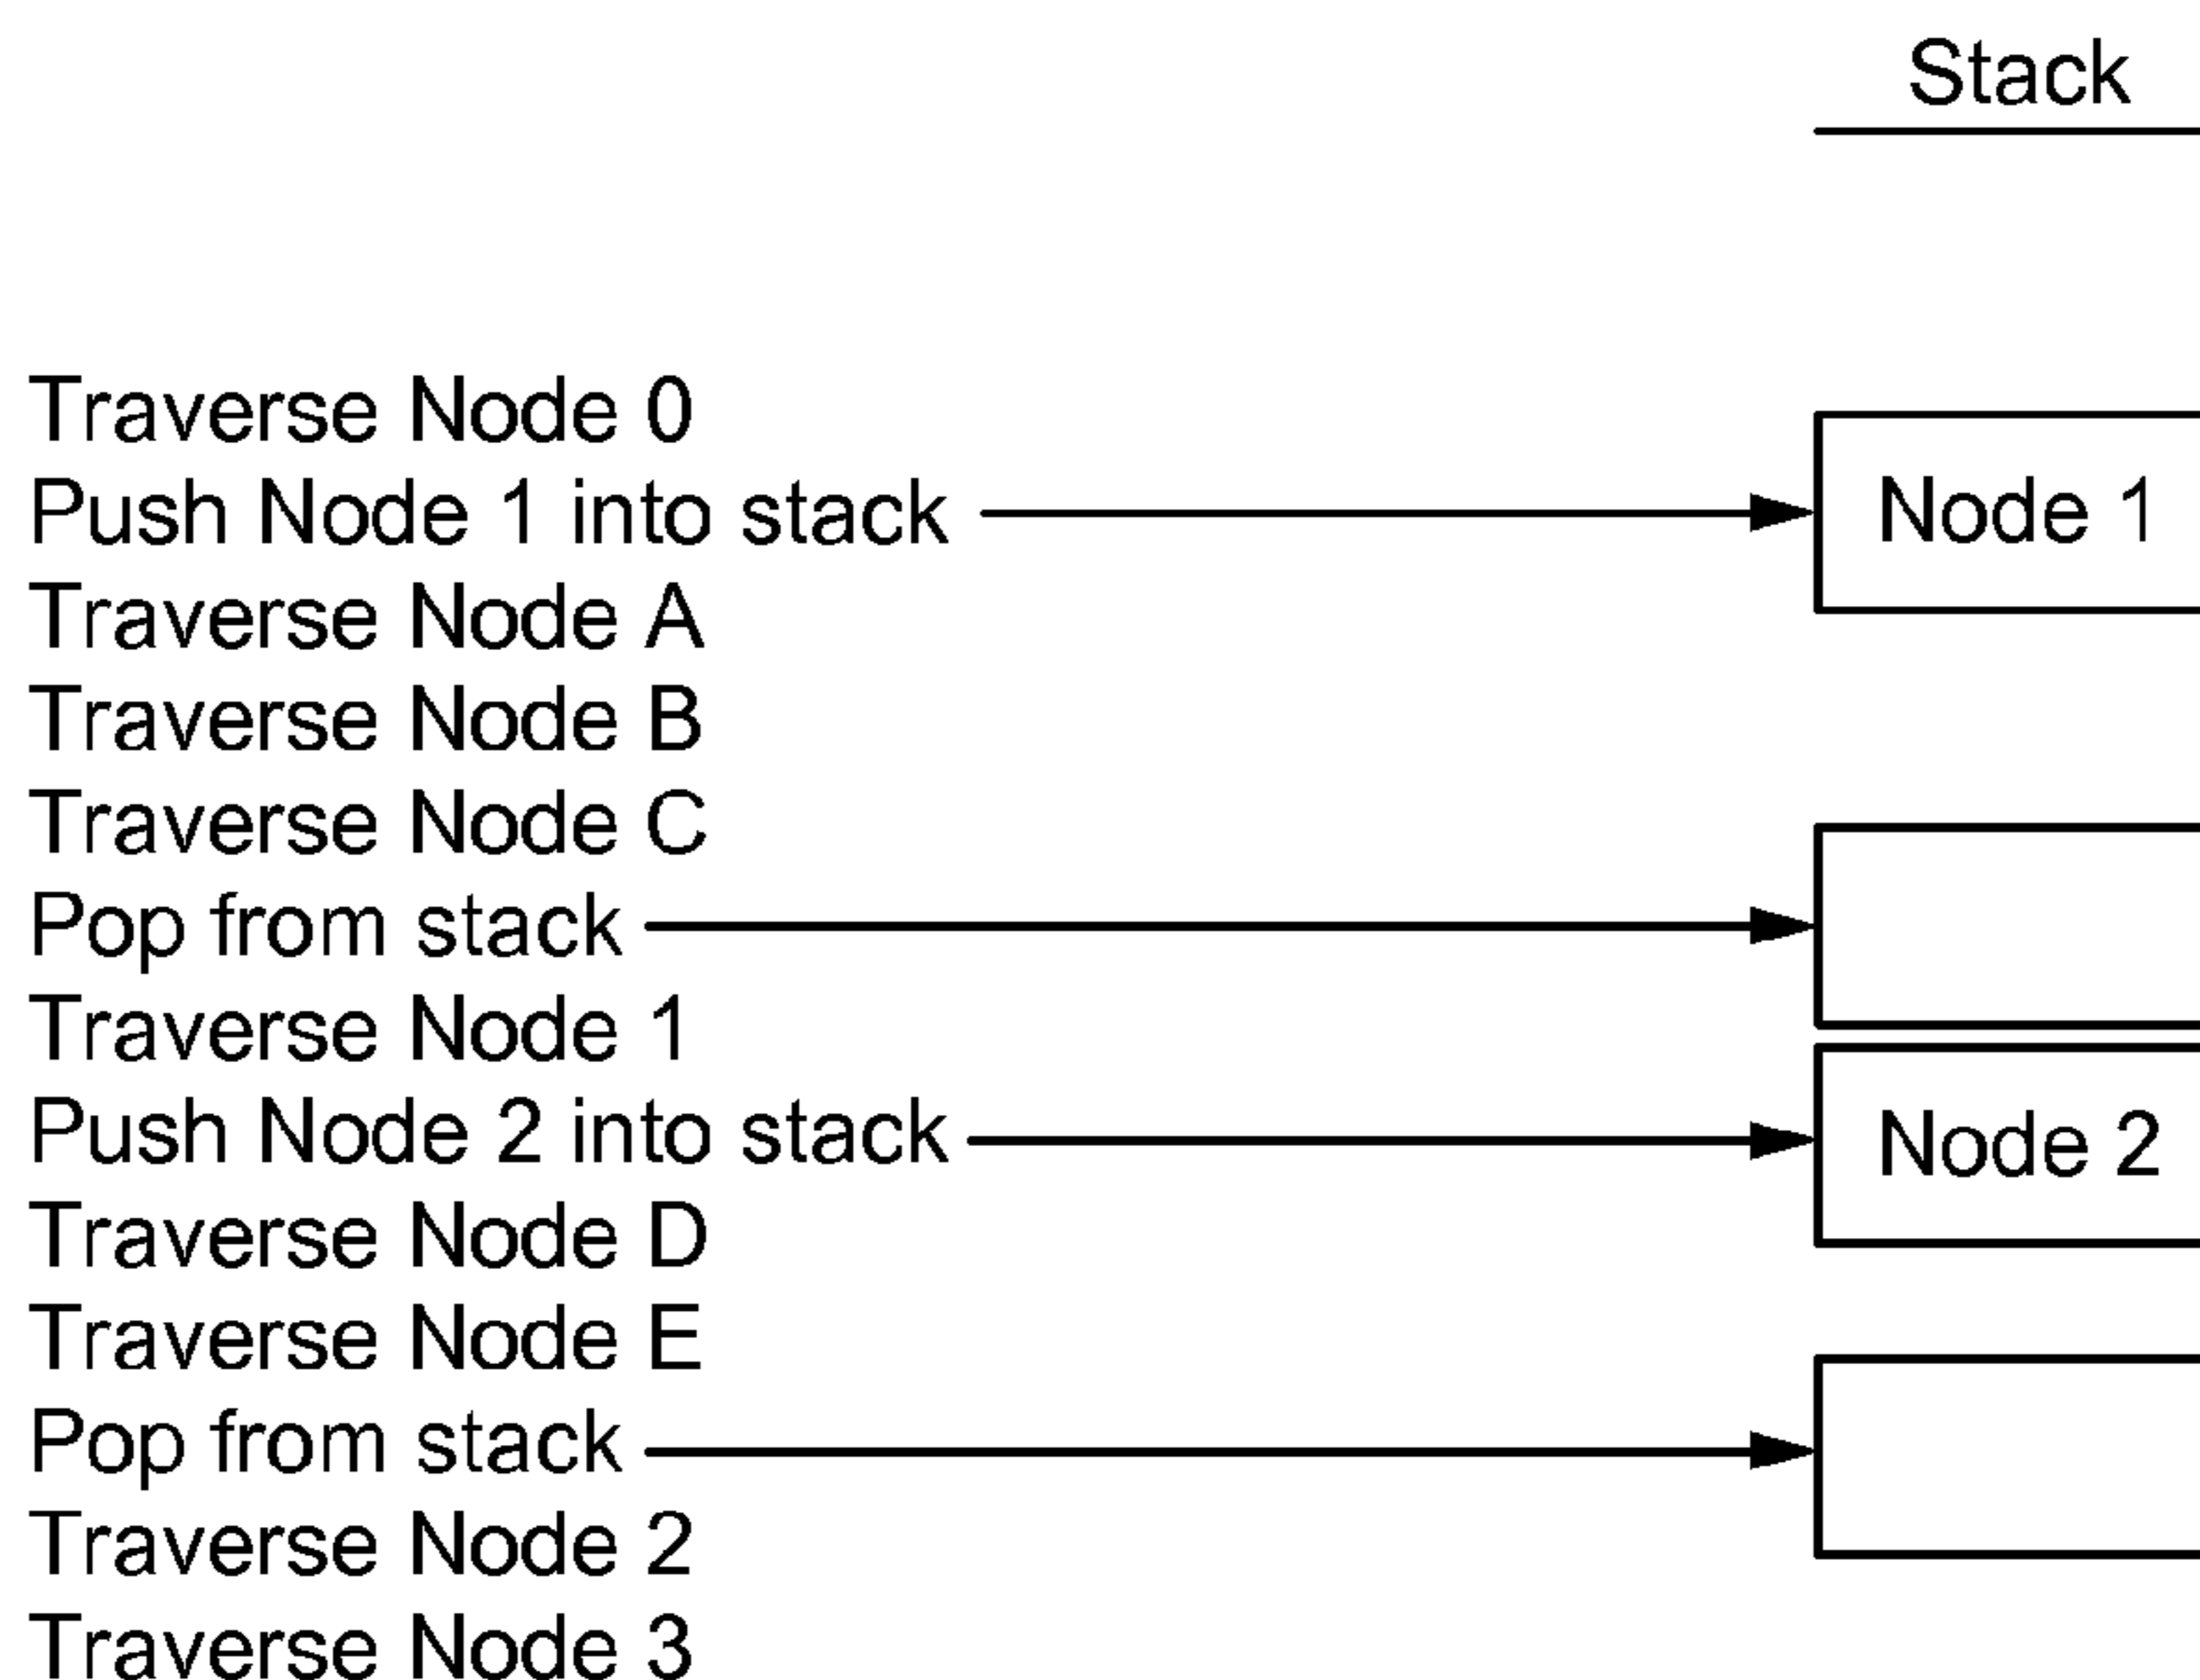 Stack
Traverse Node 0
Push Node 1 into stack
Node 1
Traverse Node A
Traverse Node B
Traverse Node C
Pop from stack
Traverse Node 1
Push Node 2 into stack
Node 2
Traverse Node D
Traverse Node E
Pop from stack
Traverse Node 2
Traverse Node 3